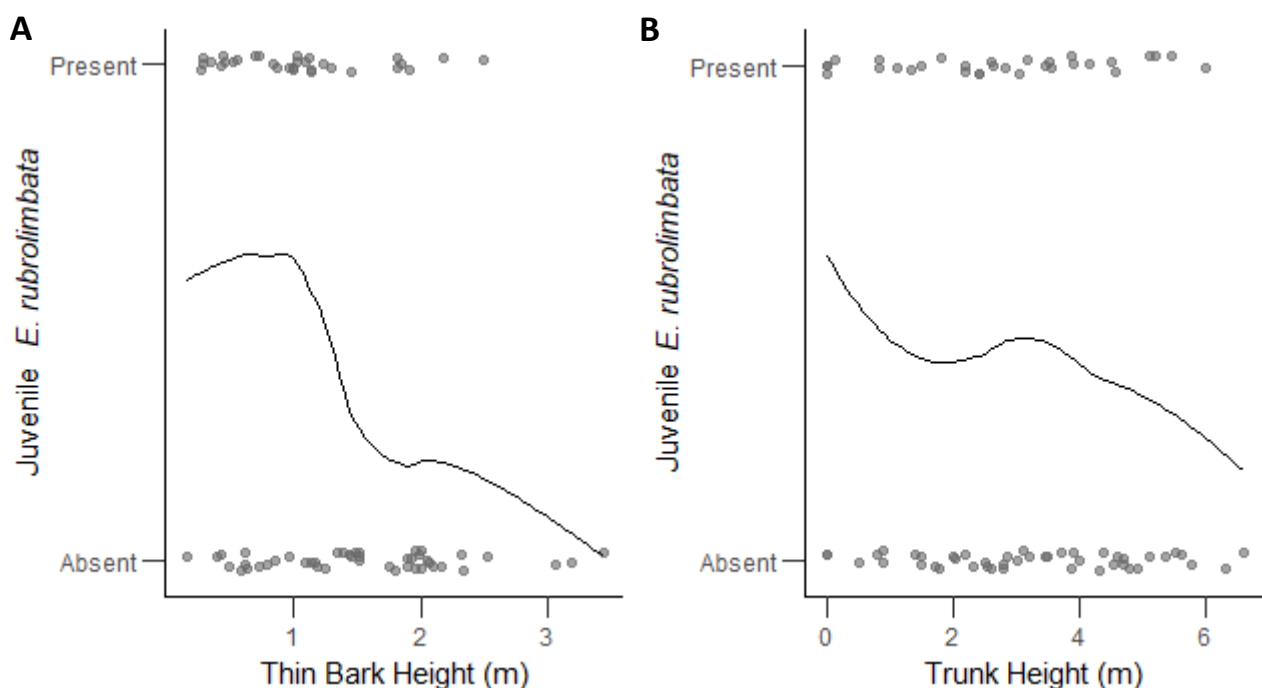 A
Present
Juvenile E. rubrolimbata
Absent
1 2 3
Thin Bark Height (m)
B
Present
Juvenile E. rubrolimbata
Absent
0 2 4 6
Trunk Height (m)